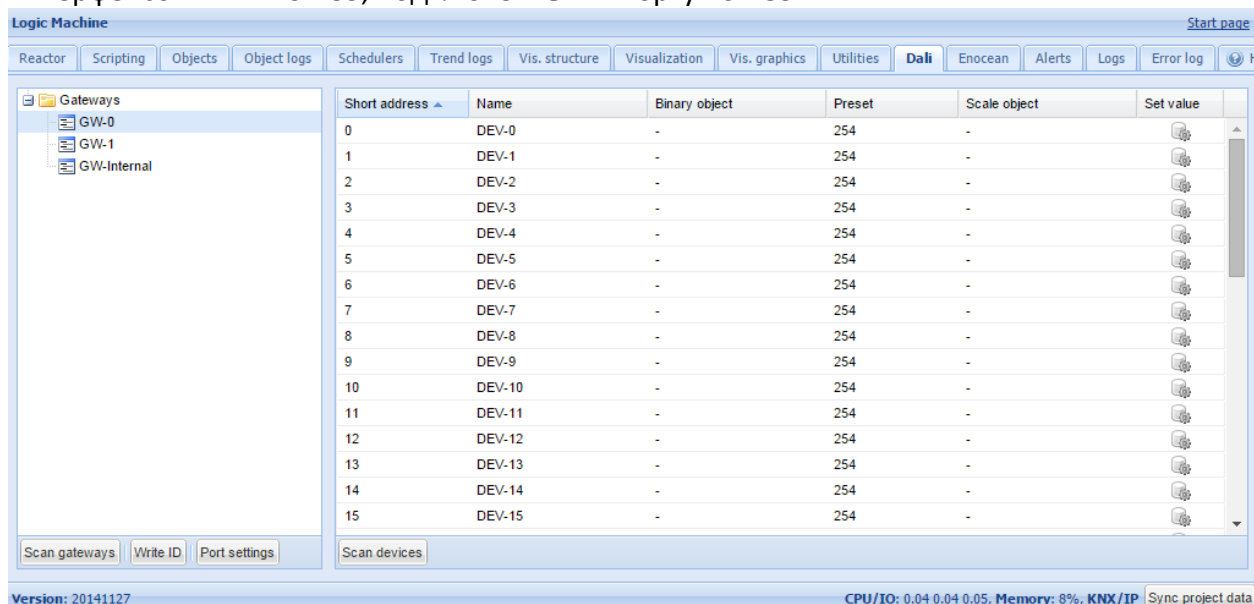 Logic Machine Start page
Reactor Scripting Objects Object logs Schedulers Trend logs Vis. structure Visualization Vis. graphics Utilities Dali Enocean Alerts Logs Error log
Gateways
GW-0
GW-1
GW-Internal
Short address Name Binary object Preset Scale object Set value
0 DEV-0 - 254 -
1 DEV-1 - 254 -
2 DEV-2 - 254 -
3 DEV-3 - 254 -
4 DEV-4 - 254 -
5 DEV-5 - 254 -
6 DEV-6 - 254 -
7 DEV-7 - 254 -
8 DEV-8 - 254 -
9 DEV-9 - 254 -
10 DEV-10 - 254 -
11 DEV-11 - 254 -
12 DEV-12 - 254 -
13 DEV-13 - 254 -
14 DEV-14 - 254 -
15 DEV-15 - 254 -
Scan gateways Write ID Port settings Scan devices
Version: 20141127 CPU/IO: 0.04 0.04 0.05, Memory: 8%, KNX/IP Sync project data